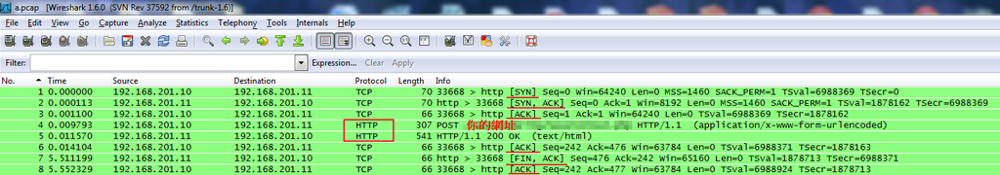 a.pcap [Wireshark 1.6.0 (SVN Rev 37592 from /trunk-1.6)]
File Edit View Go Capture Analyze Statistics Telephony Tools Internals Help
Filter: Expression... Clear Apply
No. Time Source Destination Protocol Length Info
1 0.000000 192.168.201.10 192.168.201.11 TCP 70 33668 > http [SYN] Seq=0 Win=64240 Len=0 MSS=1460 SACK_PERM=1 TSval=6988369 TSecr=0
2 0.000113 192.168.201.11 192.168.201.10 TCP 70 http > 33668 [SYN, ACK] Seq=0 Ack=1 Win=8192 Len=0 MSS=1460 SACK_PERM=1 TSval=1878162 TSecr=6988369
3 0.001100 192.168.201.10 192.168.201.11 TCP 66 33668 > http [ACK] Seq=1 Ack=1 Win=64240 Len=0 TSval=6988369 TSecr=1878162
4 0.009793 192.168.201.10 192.168.201.11 HTTP 307 POST 你的網址 HTTP/1.1 (application/x-www-form-urlencoded)
5 0.011570 192.168.201.11 192.168.201.10 HTTP 541 HTTP/1.1 200 OK (text/html)
6 0.014104 192.168.201.10 192.168.201.11 TCP 66 33668 > http [ACK] Seq=242 Ack=476 Win=63784 Len=0 TSval=6988371 TSecr=1878163
7 5.511199 192.168.201.11 192.168.201.10 TCP 66 http > 33668 [FIN, ACK] Seq=476 Ack=242 Win=65160 Len=0 TSval=1878713 TSecr=6988371
8 5.552329 192.168.201.10 192.168.201.11 TCP 66 33668 > http [ACK] Seq=242 Ack=477 Win=63784 Len=0 TSval=6988924 TSecr=1878713